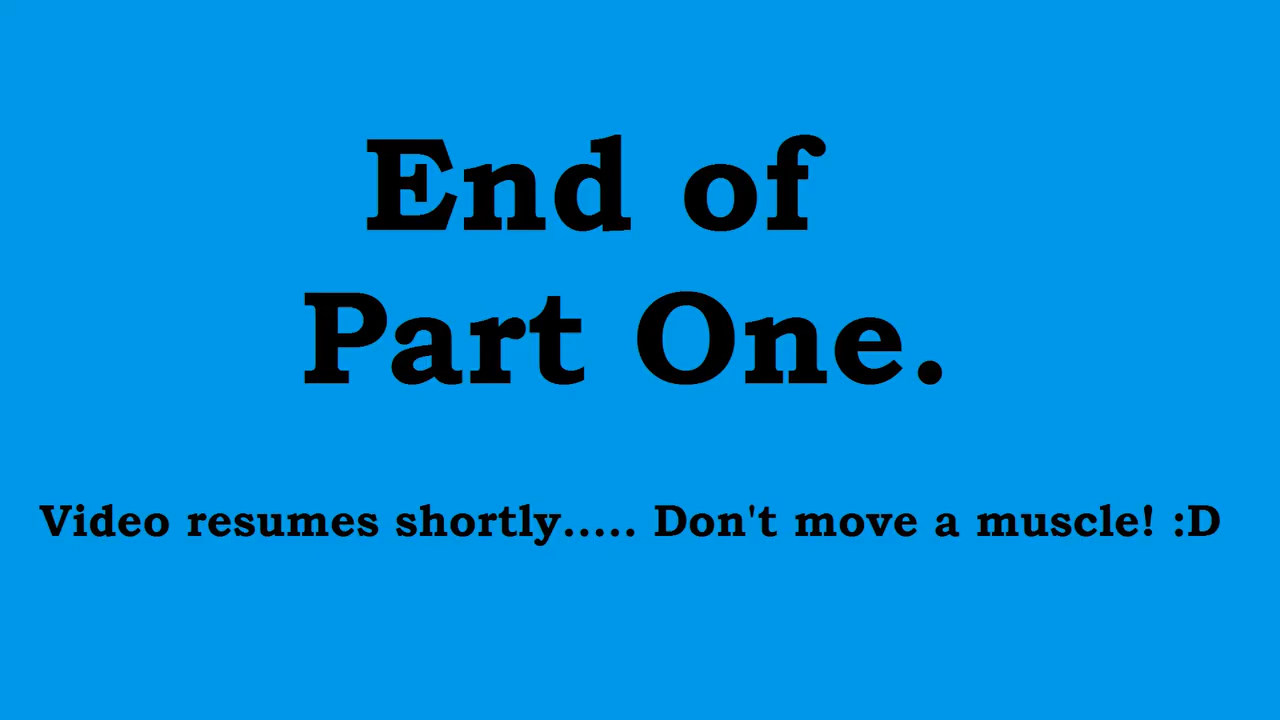 End of
Part One.
Video resumes shortly..... Don't move a muscle! :D